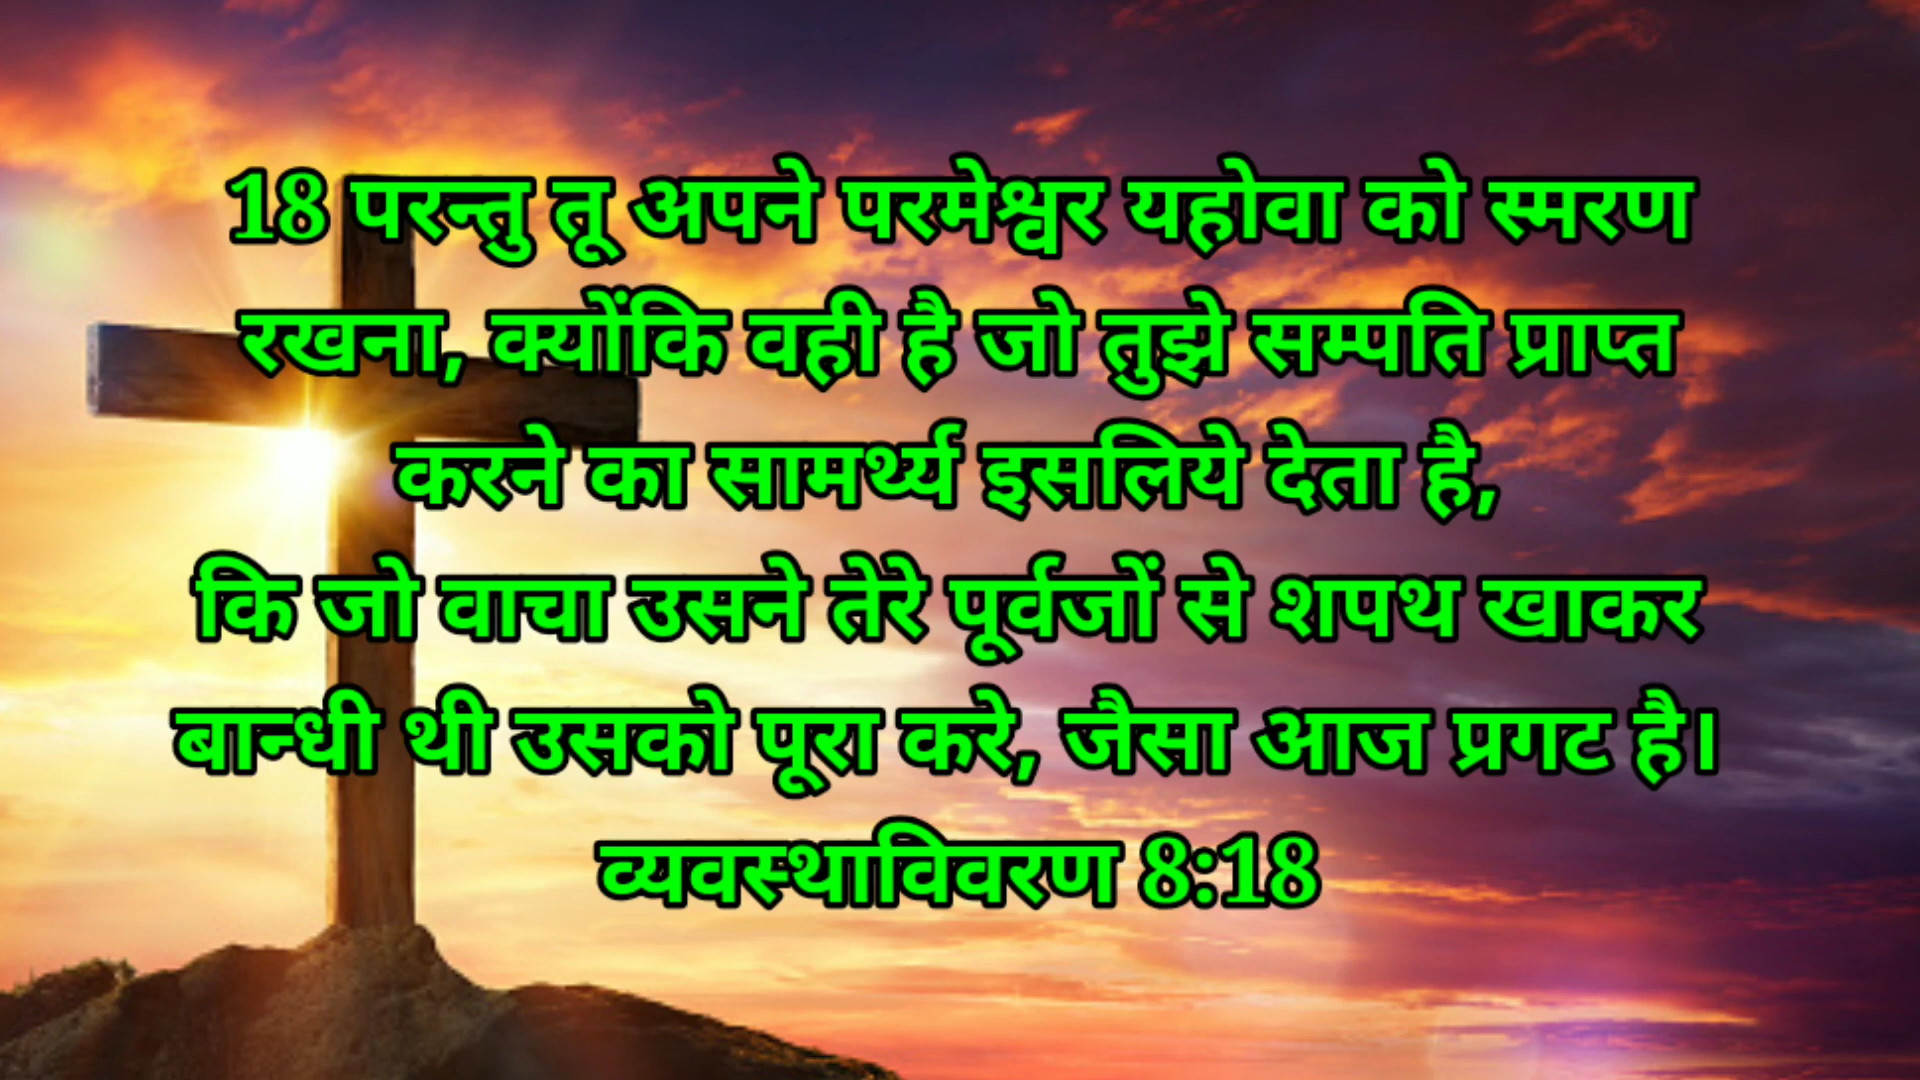 18 परन्तु तू अपने परमेश्वर यहोवा को स्मरण
रखना, क्योंकि वही है जो तुझे सम्पति प्राप्त
करने का सामर्थ्य इसलिये देता है,
कि जो वाचा उसने तेरे पूर्वजों से शपथ खाकर
बान्धी थी उसको पूरा करे, जैसा आज प्रगट है।
व्यवस्थाविवरण 8:18